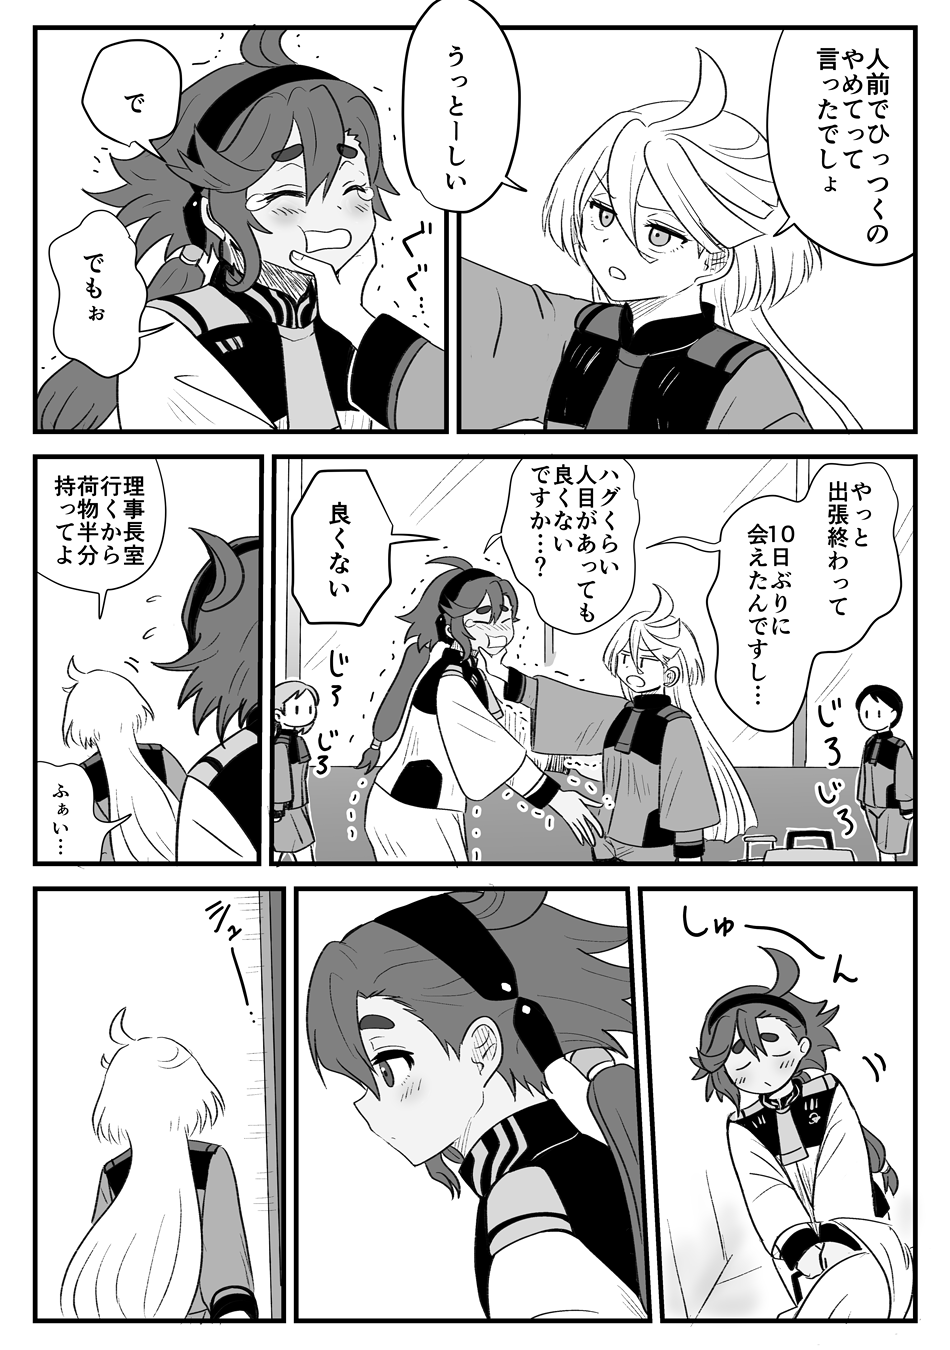 人前でひっつくの
やめてって
言ったでしょ
うっとーしい
ぐぐ…
で
でもぉ
やっと
出張終わって
10日ぶりに
会えたんですし…
ハグくらい
人目があっても
良くない
ですか…?
良くない
じろ
じろ
じろ
じろ
理事長室
行くから
荷物半分
持ってよ
ふぁい…
しゅーん
シュー…